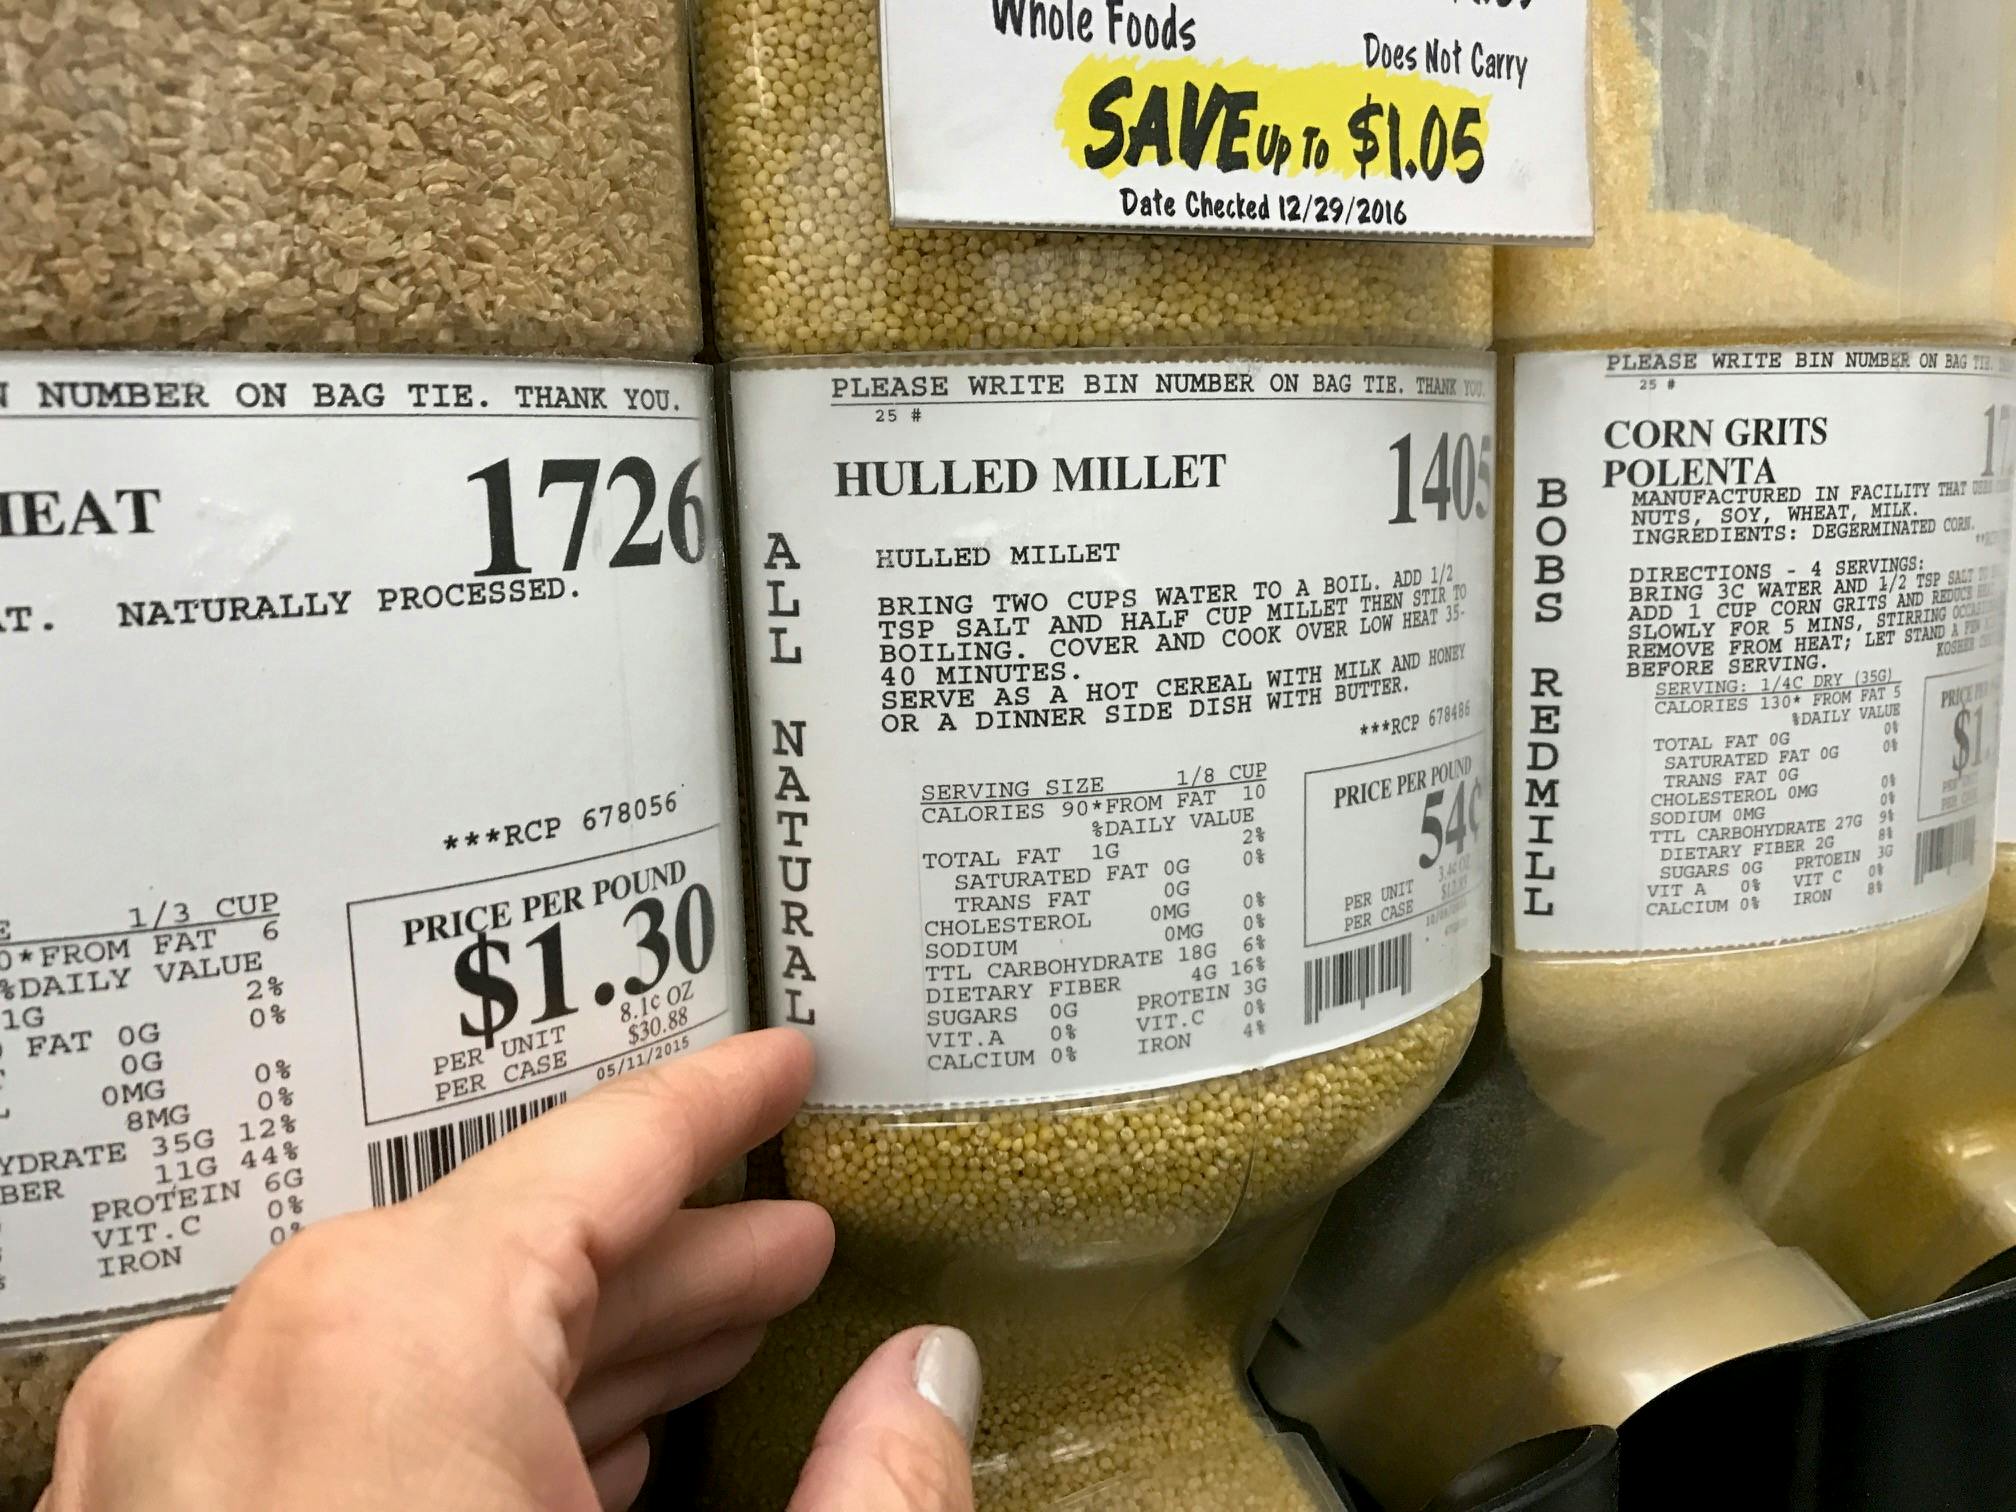 Whole Foods
Does Not Carry
SAVE UP TO $1.05
Date Checked 12/29/2016
NUMBER ON BAG TIE. THANK YOU.
1726
NATURALLY PROCESSED.
***RCP 678056
1/3 CUP
*FROM FAT 6
%DAILY VALUE
1G 2%
FAT 0G 0%
0G
0MG 0%
8MG 0%
35G 12%
11G 44%
PROTEIN 6G
VIT.C 0%
IRON
PRICE PER POUND
$1.30
8.1¢ OZ
PER UNIT $30.88
PER CASE 05/11/2015
PLEASE WRITE BIN NUMBER ON BAG TIE. THANK YOU.
25 #
HULLED MILLET 1405
ALL NATURAL
HULLED MILLET
BRING TWO CUPS WATER TO A BOIL. ADD 1/2
TSP SALT AND HALF CUP MILLET THEN STIR TO
BOILING. COVER AND COOK OVER LOW HEAT 35-
40 MINUTES.
SERVE AS A HOT CEREAL WITH MILK AND HONEY
OR A DINNER SIDE DISH WITH BUTTER.
***RCP 678486
SERVING SIZE 1/8 CUP
CALORIES 90*FROM FAT 10
%DAILY VALUE
TOTAL FAT 1G 2%
SATURATED FAT 0G 0%
TRANS FAT 0G
CHOLESTEROL 0MG 0%
SODIUM 0MG 0%
TTL CARBOHYDRATE 18G 6%
DIETARY FIBER 4G 16%
SUGARS 0G PROTEIN 3G
VIT.A 0% VIT.C 0%
CALCIUM 0% IRON 4%
PRICE PER POUND
54¢
PER UNIT
PER CASE
PLEASE WRITE BIN NUMBER ON BAG
25 #
CORN GRITS
POLENTA
BOBS REDMILL
MANUFACTURED IN FACILITY THAT USES
NUTS, SOY, WHEAT, MILK.
INGREDIENTS: DEGERMINATED CORN.
DIRECTIONS - 4 SERVINGS:
BRING 3C WATER AND 1/2 TSP SALT TO
ADD 1 CUP CORN GRITS AND REDUCE
SLOWLY FOR 5 MINS, STIRRING
REMOVE FROM HEAT; LET STAND A FEW
BEFORE SERVING.
KOSHER
SERVING: 1/4C DRY (35G)
CALORIES 130* FROM FAT 5
%DAILY VALUE
TOTAL FAT 0G 0%
SATURATED FAT 0G 0%
TRANS FAT 0G
CHOLESTEROL 0MG 0%
SODIUM 0MG 0%
TTL CARBOHYDRATE 27G 9%
DIETARY FIBER 2G 8%
SUGARS 0G PRTOEIN 3G
VIT A 0% VIT C 0%
CALCIUM 0% IRON 8%